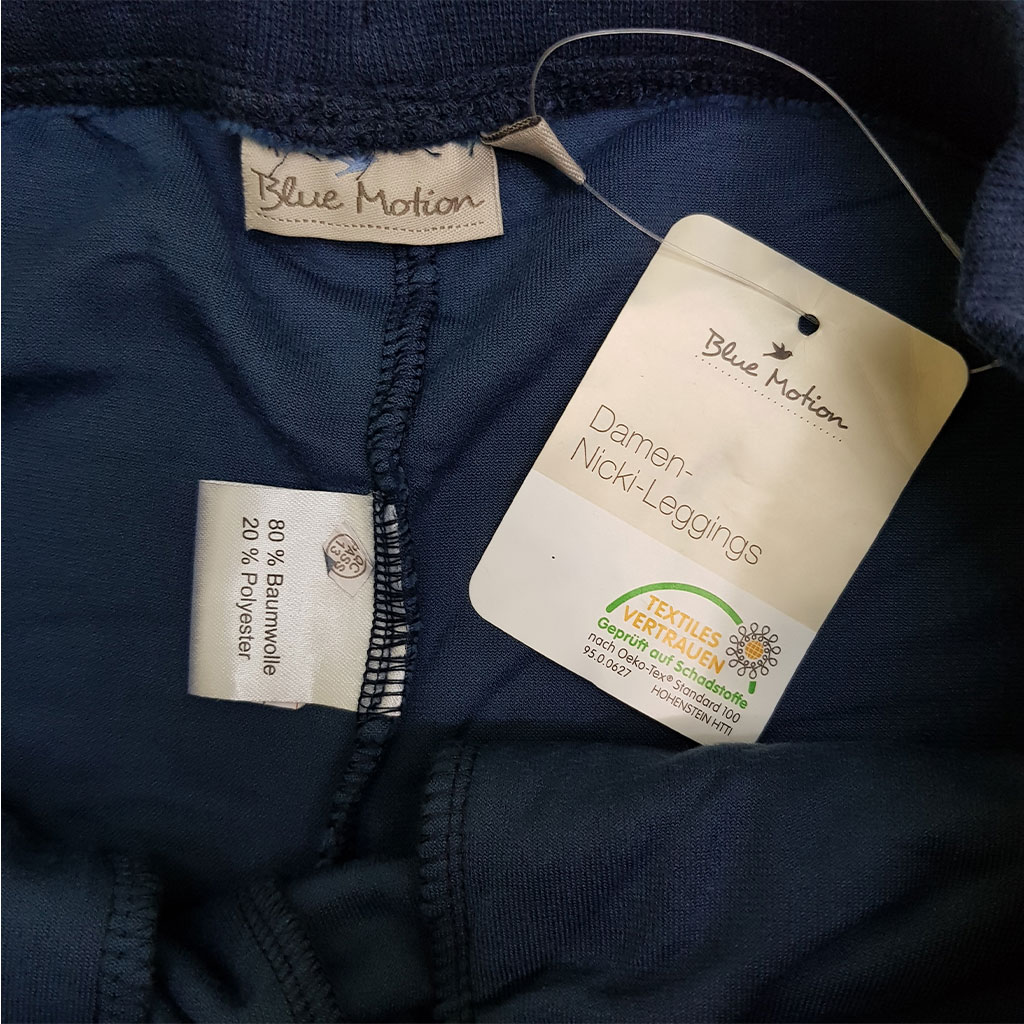 Blue Motion
Blue Motion
Damen-
Nicki-Leggings
TEXTILES
VERTRAUEN
Geprüft auf Schadstoffe
nach Oeko-Tex® Standard 100
95.0.0627
HOHENSTEIN HTTI
80 % Baumwolle
20 % Polyester